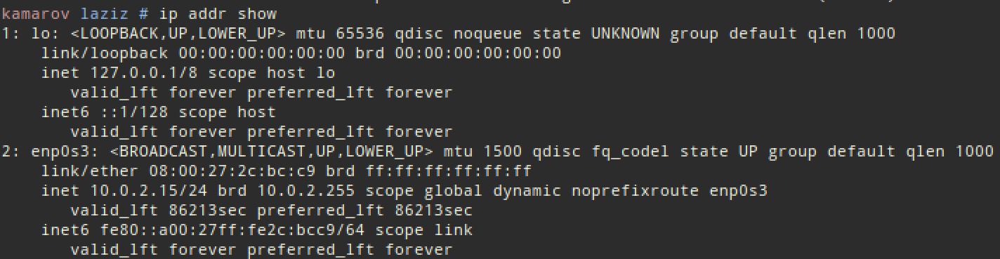 kamarov laziz # ip addr show
1: lo: <LOOPBACK,UP,LOWER_UP> mtu 65536 qdisc noqueue state UNKNOWN group default qlen 1000
link/loopback 00:00:00:00:00:00 brd 00:00:00:00:00:00
inet 127.0.0.1/8 scope host lo
valid_lft forever preferred_lft forever
inet6 ::1/128 scope host
valid_lft forever preferred_lft forever
2: enp0s3: <BROADCAST,MULTICAST,UP,LOWER_UP> mtu 1500 qdisc fq_codel state UP group default qlen 1000
link/ether 08:00:27:2c:bc:c9 brd ff:ff:ff:ff:ff:ff
inet 10.0.2.15/24 brd 10.0.2.255 scope global dynamic noprefixroute enp0s3
valid_lft 86213sec preferred_lft 86213sec
inet6 fe80::a00:27ff:fe2c:bcc9/64 scope link
valid_lft forever preferred_lft forever